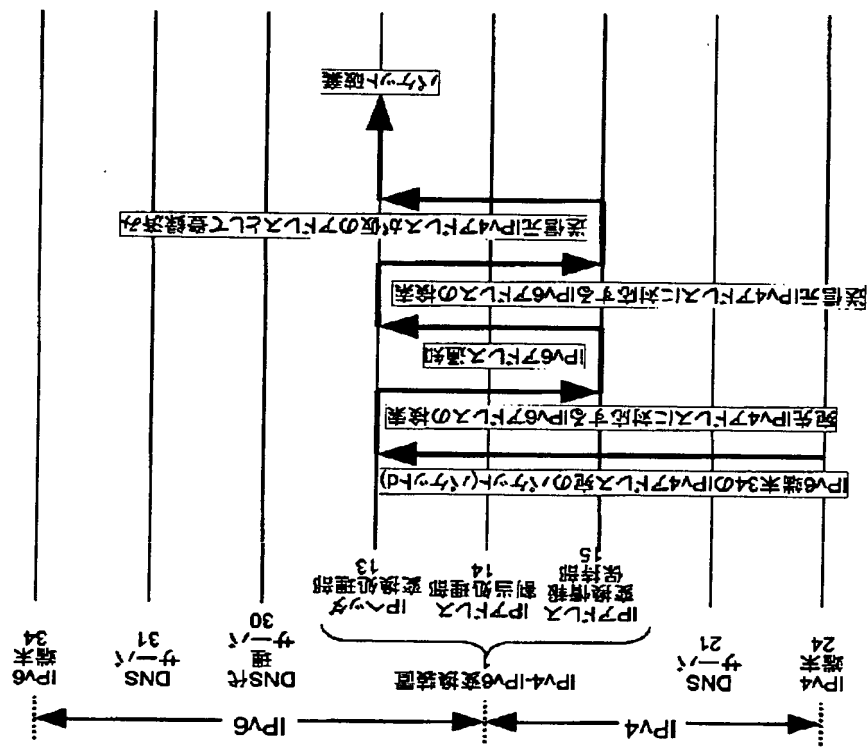 IPv4
IPv6
IPv4
端末
24
DNS
サーバ
21
IPv4-IPv6変換装置
IPアドレス
変換情報
保持部
15
IPアドレス
割当処理部
14
IPヘッダ
変換処理部
13
DNS代
理
サーバ
30
DNS
サーバ
31
IPv6
端末
34
IPv6端末34のIPv4アドレス宛のパケット(パケットd)
宛先IPv4アドレスに対応するIPv6アドレスの検索
IPv6アドレス通知
送信元IPv4アドレスに対応するIPv6アドレスの検索
送信元IPv4アドレスが仮のアドレスとして登録済み
パケット破棄